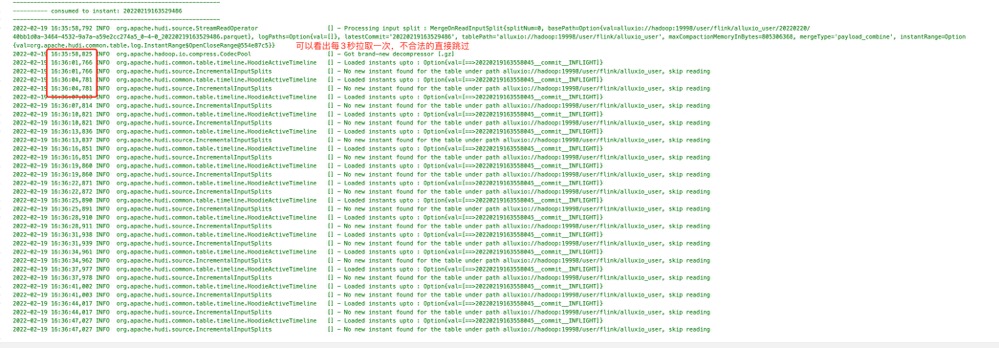 ---------- consumed to instant: 20220219163529486
2022-02-19 16:35:58,792 INFO org.apache.hudi.source.StreamReadOperator [] - Processing input split : MergeOnReadInputSplit{splitNum=0, basePath=Option{val=alluxio://hadoop:19998/user/flink/alluxio_user/20220220/
logPaths=Option{val=[]}, latestCommit='20220219163529486', tablePath='alluxio://hadoop:19998/user/flink/alluxio_user', maxCompactionMemoryInBytes=805306368, mergeType='payload_combine', instantRange=Option
{val=org.apache.hudi.common.table.log.InstantRange$OpenCloseRange@554e07c5}}
可以看出每3秒拉取一次，不合法的直接跳过
2022-02-19 16:35:58,825 INFO org.apache.hadoop.io.compress.CodecPool [] - Got brand-new decompressor [.gz]
2022-02-19 16:36:01,766 INFO org.apache.hudi.common.table.timeline.HoodieActiveTimeline [] - Loaded instants upto : Option{val=[==>20220219163558045__commit__INFLIGHT]}
2022-02-19 16:36:01,766 INFO org.apache.hudi.source.IncrementalInputSplits [] - No new instant found for the table under path alluxio://hadoop:19998/user/flink/alluxio_user, skip reading
2022-02-19 16:36:04,781 INFO org.apache.hudi.common.table.timeline.HoodieActiveTimeline [] - Loaded instants upto : Option{val=[==>20220219163558045__commit__INFLIGHT]}
2022-02-19 16:36:04,781 INFO org.apache.hudi.source.IncrementalInputSplits [] - No new instant found for the table under path alluxio://hadoop:19998/user/flink/alluxio_user, skip reading
2022-02-19 INFO org.apache.hudi.common.table.timeline.HoodieActiveTimeline [] - Loaded instants upto : Option{val=[==>20220219163558045__commit__INFLIGHT]}
2022-02-19 16:36:07,814 INFO org.apache.hudi.source.IncrementalInputSplits [] - No new instant found for the table under path alluxio://hadoop:19998/user/flink/alluxio_user, skip reading
2022-02-19 16:36:10,821 INFO org.apache.hudi.common.table.timeline.HoodieActiveTimeline [] - Loaded instants upto : Option{val=[==>20220219163558045__commit__INFLIGHT]}
2022-02-19 16:36:10,821 INFO org.apache.hudi.source.IncrementalInputSplits [] - No new instant found for the table under path alluxio://hadoop:19998/user/flink/alluxio_user, skip reading
2022-02-19 16:36:13,836 INFO org.apache.hudi.common.table.timeline.HoodieActiveTimeline [] - Loaded instants upto : Option{val=[==>20220219163558045__commit__INFLIGHT]}
2022-02-19 16:36:15,837 INFO org.apache.hudi.source.IncrementalInputSplits [] - No new instant found for the table under path alluxio://hadoop:19998/user/flink/alluxio_user, skip reading
2022-02-19 16:36:16,851 INFO org.apache.hudi.common.table.timeline.HoodieActiveTimeline [] - Loaded instants upto : Option{val=[==>20220219163558045__commit__INFLIGHT]}
2022-02-19 16:36:16,851 INFO org.apache.hudi.source.IncrementalInputSplits [] - No new instant found for the table under path alluxio://hadoop:19998/user/flink/alluxio_user, skip reading
2022-02-19 16:36:19,860 INFO org.apache.hudi.common.table.timeline.HoodieActiveTimeline [] - Loaded instants upto : Option{val=[==>20220219163558045__commit__INFLIGHT]}
2022-02-19 16:36:19,860 INFO org.apache.hudi.source.IncrementalInputSplits [] - No new instant found for the table under path alluxio://hadoop:19998/user/flink/alluxio_user, skip reading
2022-02-19 16:36:22,871 INFO org.apache.hudi.common.table.timeline.HoodieActiveTimeline [] - Loaded instants upto : Option{val=[==>20220219163558045__commit__INFLIGHT]}
2022-02-19 16:36:22,872 INFO org.apache.hudi.source.IncrementalInputSplits [] - No new instant found for the table under path alluxio://hadoop:19998/user/flink/alluxio_user, skip reading
2022-02-19 16:36:25,890 INFO org.apache.hudi.common.table.timeline.HoodieActiveTimeline [] - Loaded instants upto : Option{val=[==>20220219163558045__commit__INFLIGHT]}
2022-02-19 16:36:25,891 INFO org.apache.hudi.source.IncrementalInputSplits [] - No new instant found for the table under path alluxio://hadoop:19998/user/flink/alluxio_user, skip reading
2022-02-19 16:36:28,910 INFO org.apache.hudi.common.table.timeline.HoodieActiveTimeline [] - Loaded instants upto : Option{val=[==>20220219163558045__commit__INFLIGHT]}
2022-02-19 16:36:28,911 INFO org.apache.hudi.source.IncrementalInputSplits [] - No new instant found for the table under path alluxio://hadoop:19998/user/flink/alluxio_user, skip reading
2022-02-19 16:36:31,938 INFO org.apache.hudi.common.table.timeline.HoodieActiveTimeline [] - Loaded instants upto : Option{val=[==>20220219163558045__commit__INFLIGHT]}
2022-02-19 16:36:31,939 INFO org.apache.hudi.source.IncrementalInputSplits [] - No new instant found for the table under path alluxio://hadoop:19998/user/flink/alluxio_user, skip reading
2022-02-19 16:36:34,961 INFO org.apache.hudi.common.table.timeline.HoodieActiveTimeline [] - Loaded instants upto : Option{val=[==>20220219163558045__commit__INFLIGHT]}
2022-02-19 16:36:34,962 INFO org.apache.hudi.source.IncrementalInputSplits [] - No new instant found for the table under path alluxio://hadoop:19998/user/flink/alluxio_user, skip reading
2022-02-19 16:36:37,977 INFO org.apache.hudi.common.table.timeline.HoodieActiveTimeline [] - Loaded instants upto : Option{val=[==>20220219163558045__commit__INFLIGHT]}
2022-02-19 16:36:37,978 INFO org.apache.hudi.source.IncrementalInputSplits [] - No new instant found for the table under path alluxio://hadoop:19998/user/flink/alluxio_user, skip reading
2022-02-19 16:36:41,002 INFO org.apache.hudi.common.table.timeline.HoodieActiveTimeline [] - Loaded instants upto : Option{val=[==>20220219163558045__commit__INFLIGHT]}
2022-02-19 16:36:41,003 INFO org.apache.hudi.source.IncrementalInputSplits [] - No new instant found for the table under path alluxio://hadoop:19998/user/flink/alluxio_user, skip reading
2022-02-19 16:36:44,017 INFO org.apache.hudi.common.table.timeline.HoodieActiveTimeline [] - Loaded instants upto : Option{val=[==>20220219163558045__commit__INFLIGHT]}
2022-02-19 16:36:44,017 INFO org.apache.hudi.source.IncrementalInputSplits [] - No new instant found for the table under path alluxio://hadoop:19998/user/flink/alluxio_user, skip reading
2022-02-19 16:36:47,027 INFO org.apache.hudi.common.table.timeline.HoodieActiveTimeline [] - Loaded instants upto : Option{val=[==>20220219163558045__commit__INFLIGHT]}
2022-02-19 16:36:47,027 INFO org.apache.hudi.source.IncrementalInputSplits [] - No new instant found for the table under path alluxio://hadoop:19998/user/flink/alluxio_user, skip reading